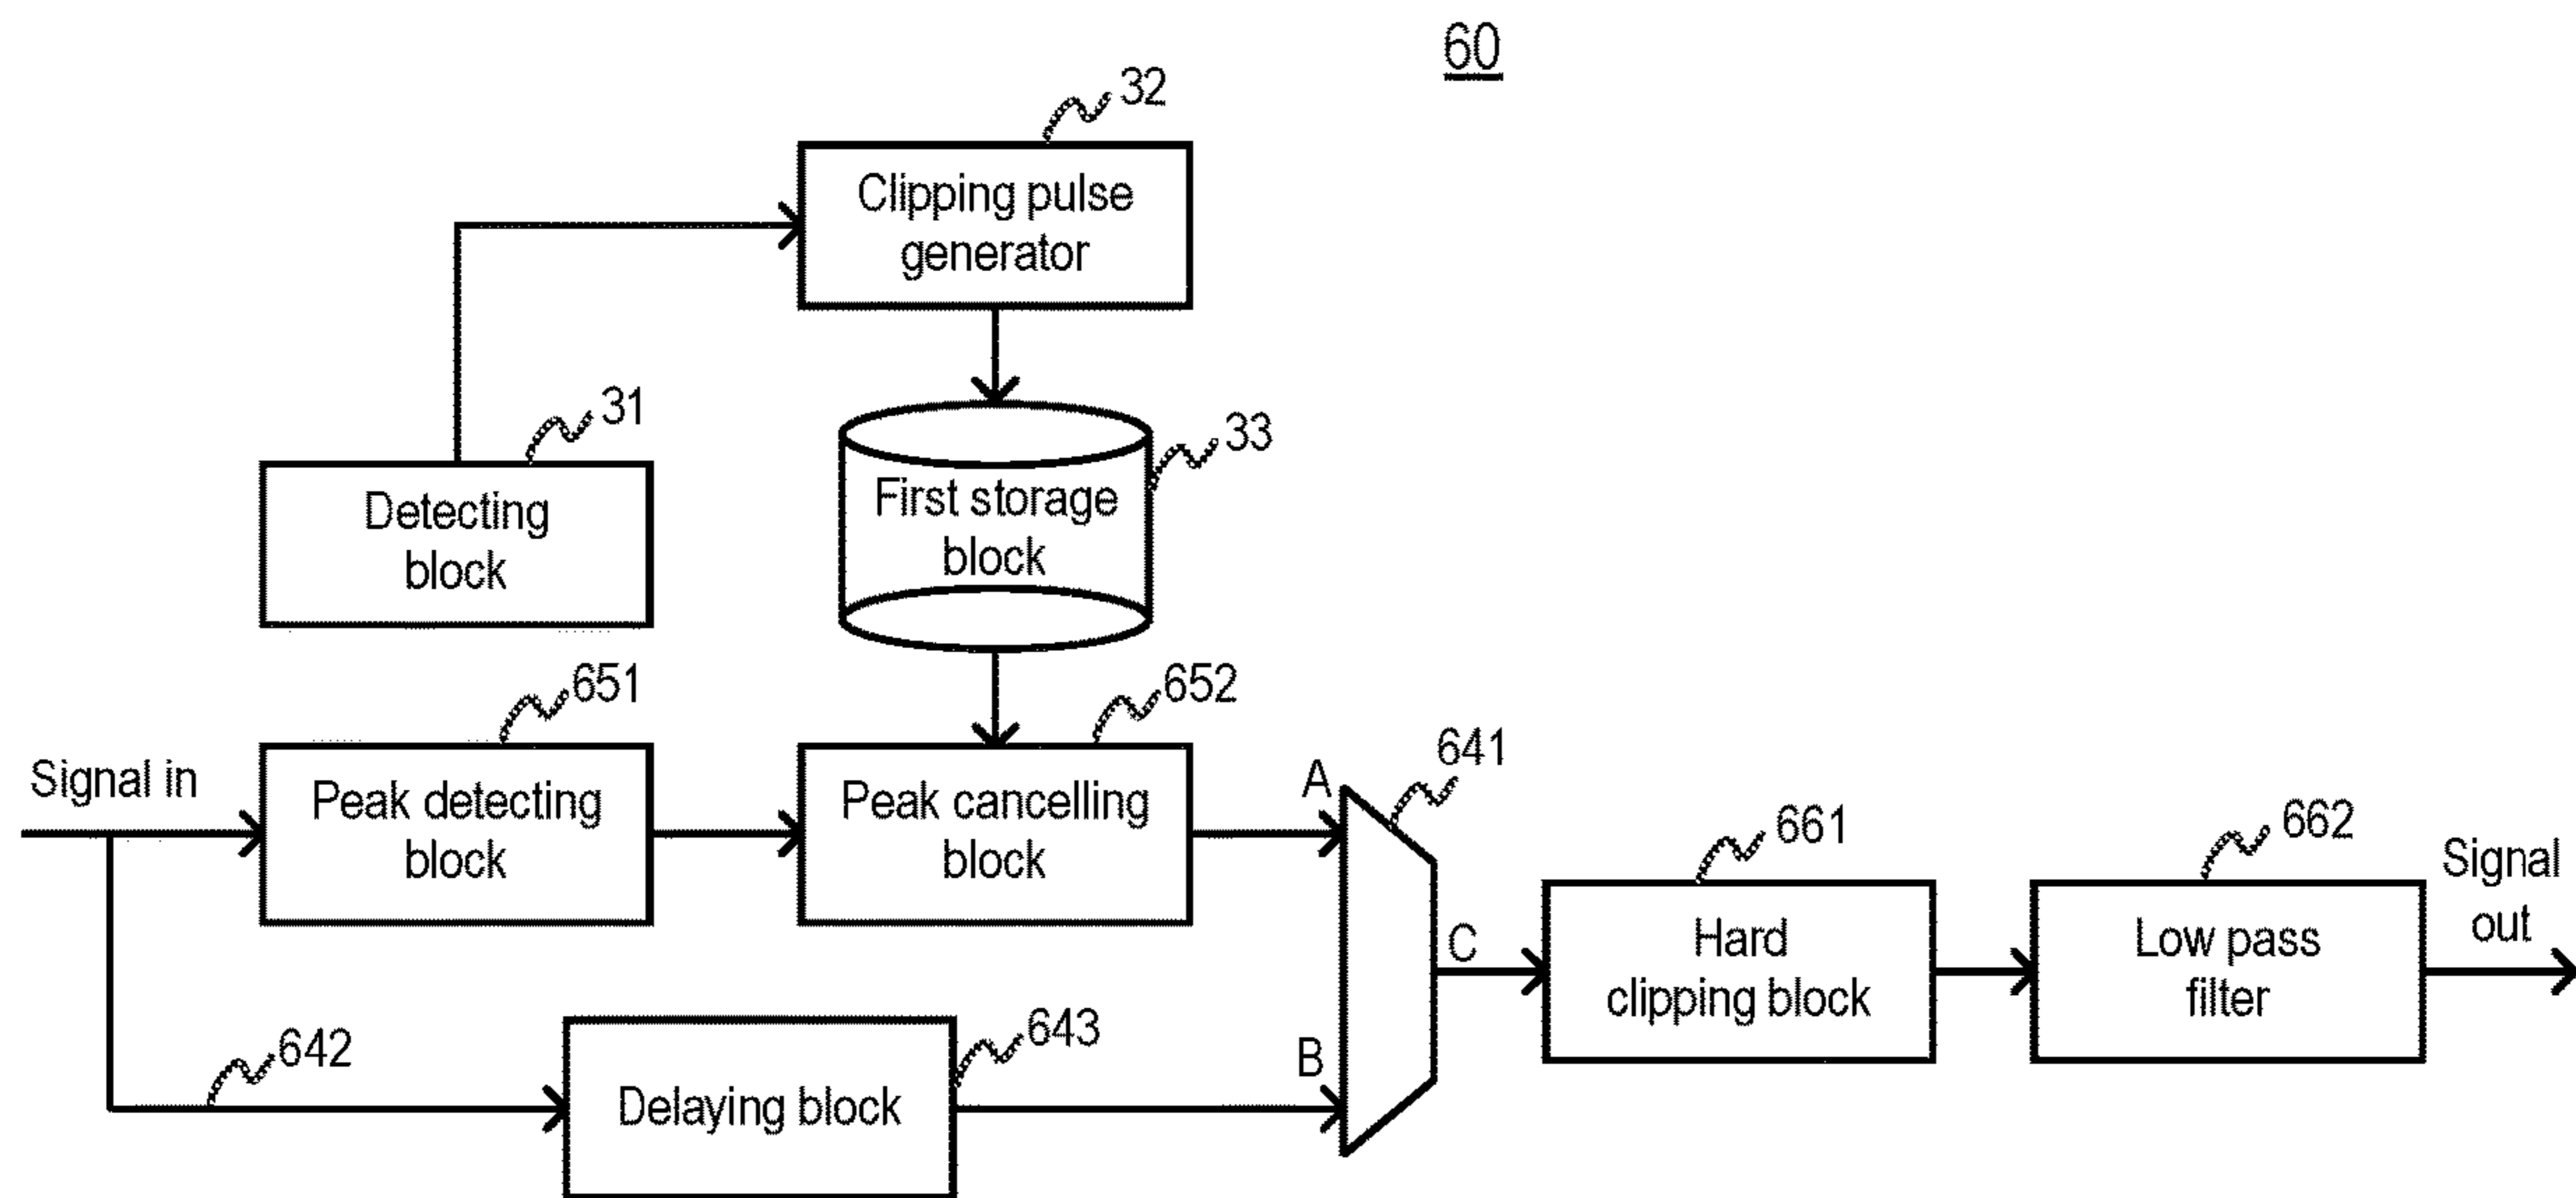 60
32
Clipping pulse
generator
31
Detecting
block
33
First storage
block
651
652
641
Signal in
Peak detecting
block
Peak cancelling
block
A
661
662
Signal
out
C
Hard
clipping block
Low pass
filter
642
643
B
Delaying block